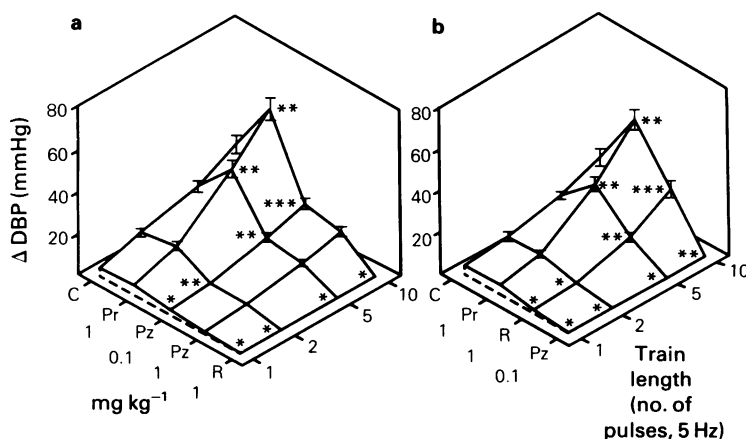 a
b
80
60
40
20
Δ DBP (mmHg)
**
**
***
**
**
*
*
*
*
*
*
C
Pr
Pz
Pz
R
1
0.1
1
1
mg kg⁻¹
1
2
5
10
80
60
40
20
**
**
***
**
**
*
*
*
*
*
C
Pr
R
Pz
1
1
0.1
1
2
5
10
Train
length
(no. of
pulses, 5 Hz)